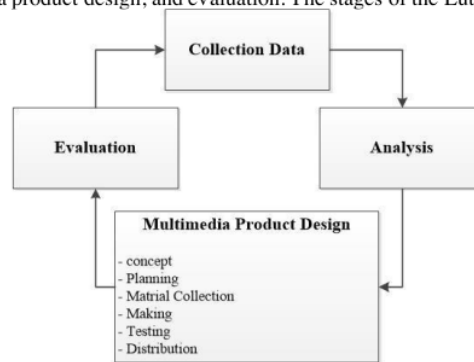 a product design, and evaluation. The stages of the
Collection Data
Evaluation
Analysis
Multimedia Product Design
- concept
- Planning
- Matrial Collection
- Making
- Testing
- Distribution